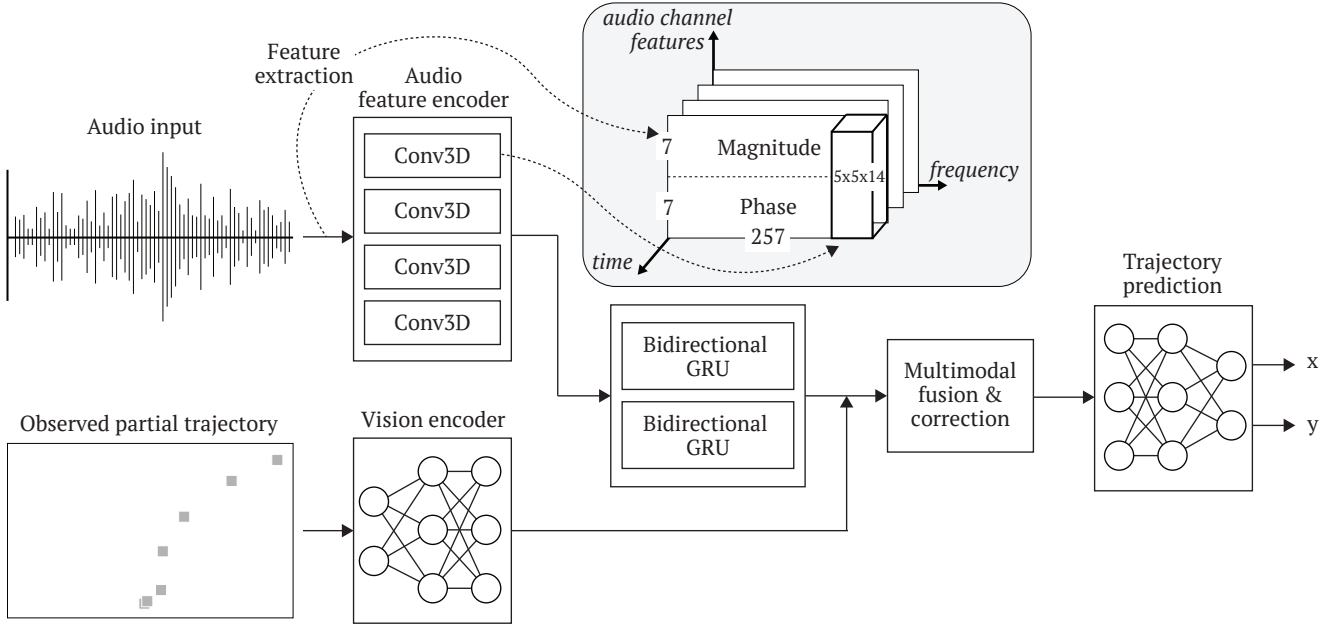 audio channel
features
Feature
extraction
Audio
feature encoder
Audio input
Conv3D
Conv3D
Conv3D
Conv3D
7
Magnitude
5x5x14
frequency
7
Phase
257
time
Trajectory
prediction
Bidirectional
GRU
Bidirectional
GRU
Multimodal
fusion &
correction
x
y
Observed partial trajectory
Vision encoder